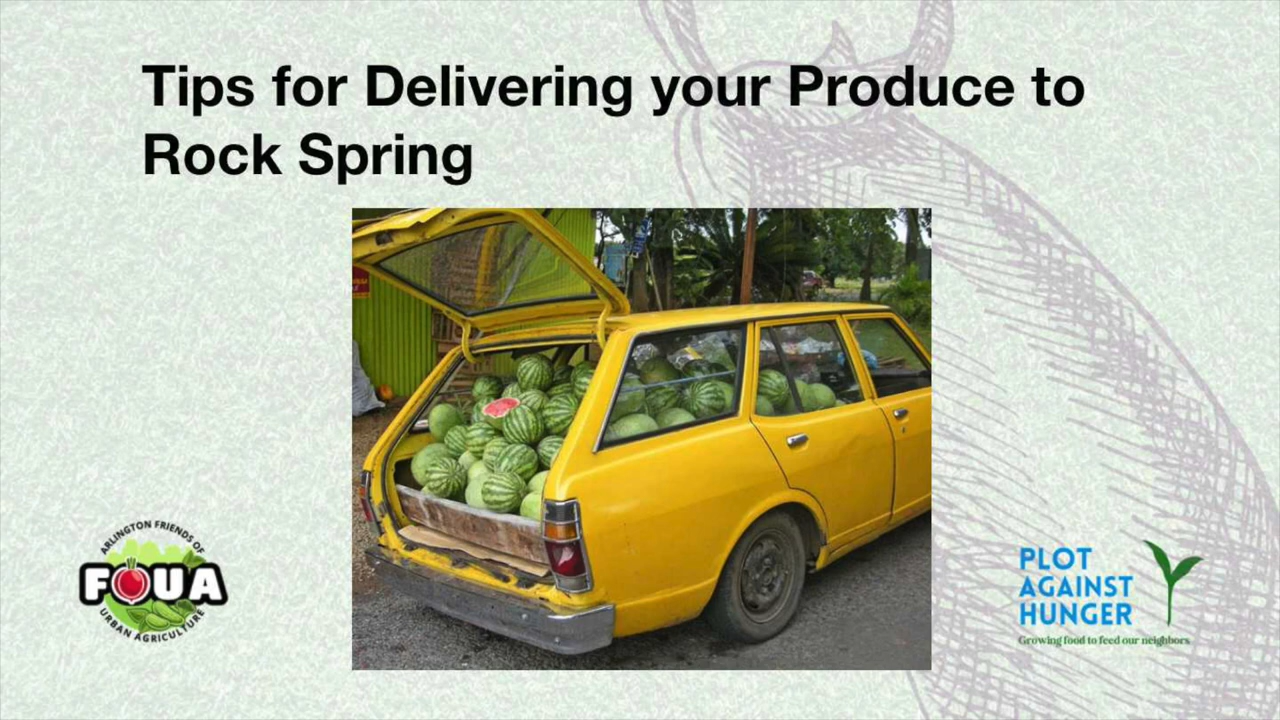 Tips for Delivering your Produce to
Rock Spring
ARLINGTON FRIENDS OF
FOUA
URBAN AGRICULTURE
PLOT
AGAINST
HUNGER
Growing food to feed our neighbors